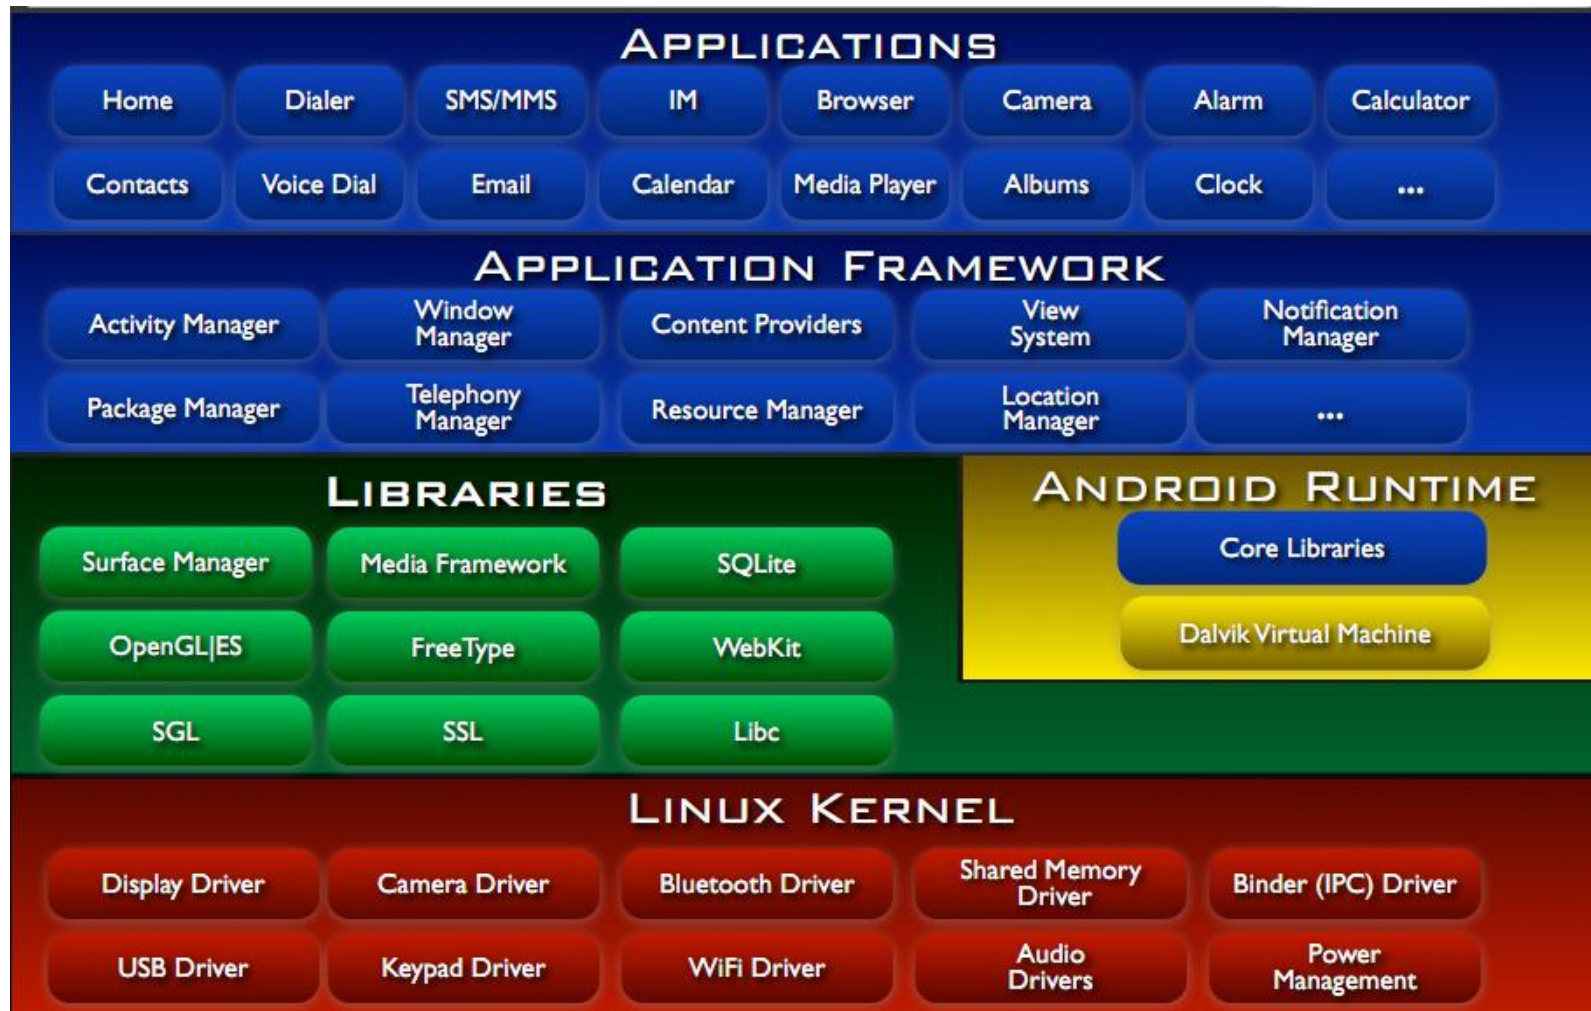 Applications
Home
Dialer
SMS/MMS
IM
Browser
Camera
Alarm
Calculator
Contacts
Voice Dial
Email
Calendar
Media Player
Albums
Clock
...
Application Framework
Activity Manager
Window
Manager
Content Providers
View
System
Notification
Manager
Package Manager
Telephony
Manager
Resource Manager
Location
Manager
...
Libraries
Surface Manager
Media Framework
SQLite
OpenGL|ES
FreeType
WebKit
SGL
SSL
Libc
Android Runtime
Core Libraries
Dalvik Virtual Machine
Linux Kernel
Display Driver
Camera Driver
Bluetooth Driver
Shared Memory
Driver
Binder (IPC) Driver
USB Driver
Keypad Driver
WiFi Driver
Audio
Drivers
Power
Management